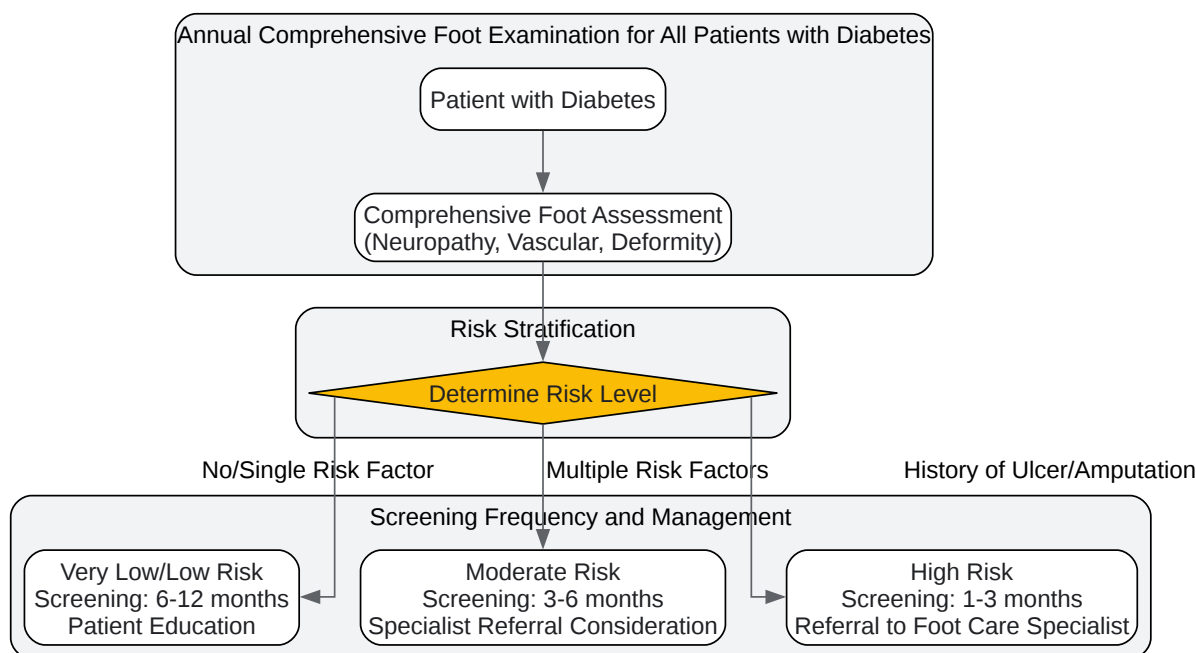 Annual Comprehensive Foot Examination for All Patients with Diabetes
Patient with Diabetes
Comprehensive Foot Assessment
(Neuropathy, Vascular, Deformity)
Risk Stratification
Determine Risk Level
No/Single Risk Factor
Multiple Risk Factors
History of Ulcer/Amputation
Screening Frequency and Management
Very Low/Low Risk
Screening: 6-12 months
Patient Education
Moderate Risk
Screening: 3-6 months
Specialist Referral Consideration
High Risk
Screening: 1-3 months
Referral to Foot Care Specialist